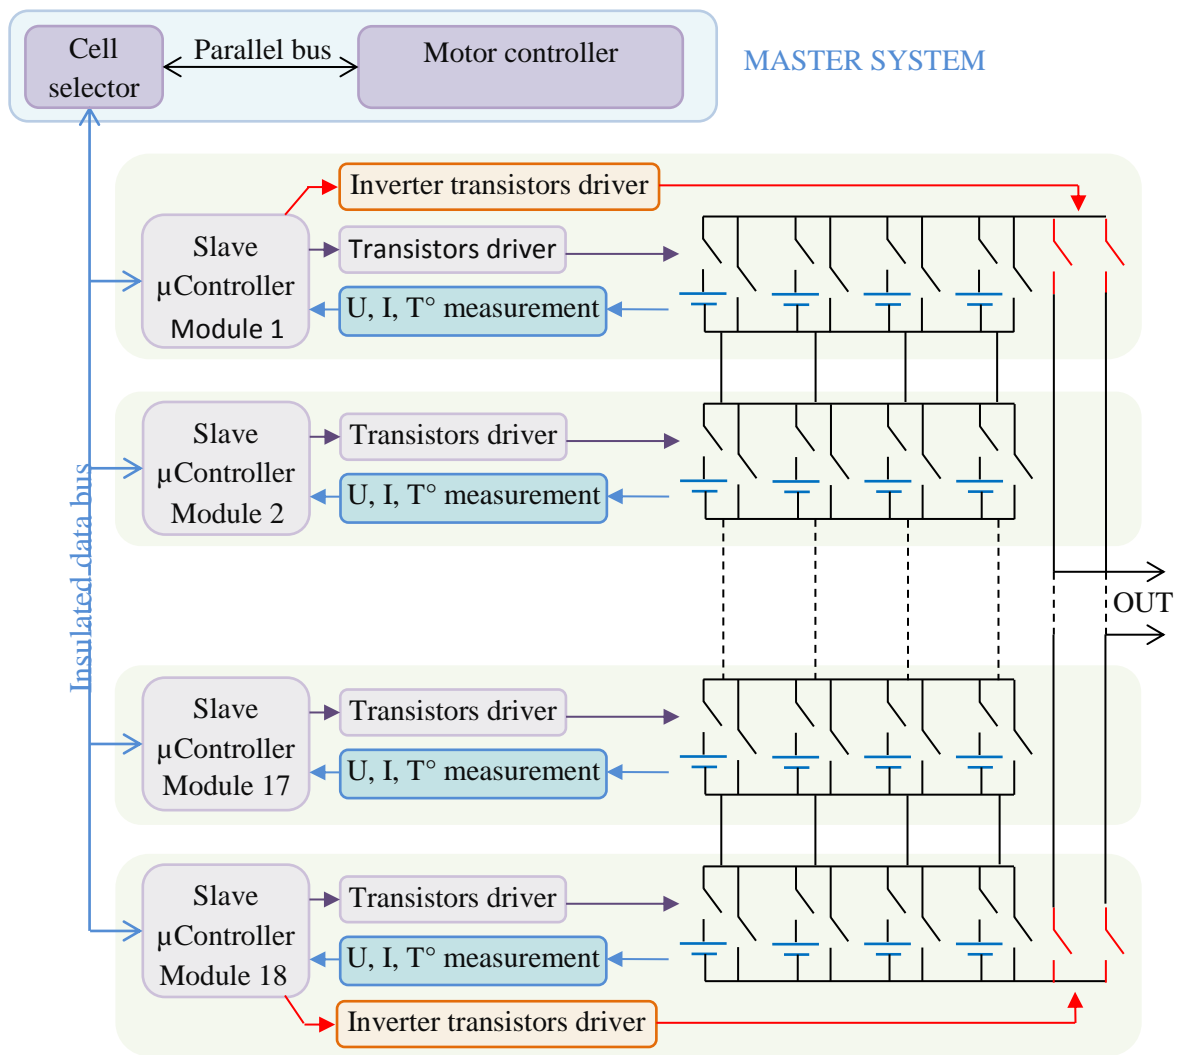 Cell
selector
Parallel bus
Motor controller
MASTER SYSTEM
Inverter transistors driver
Slave
µController
Module 1
Transistors driver
U, I, T° measurement
Slave
µController
Module 2
Transistors driver
U, I, T° measurement
Insulated data bus
OUT
Slave
µController
Module 17
Transistors driver
U, I, T° measurement
Slave
µController
Module 18
Transistors driver
U, I, T° measurement
Inverter transistors driver